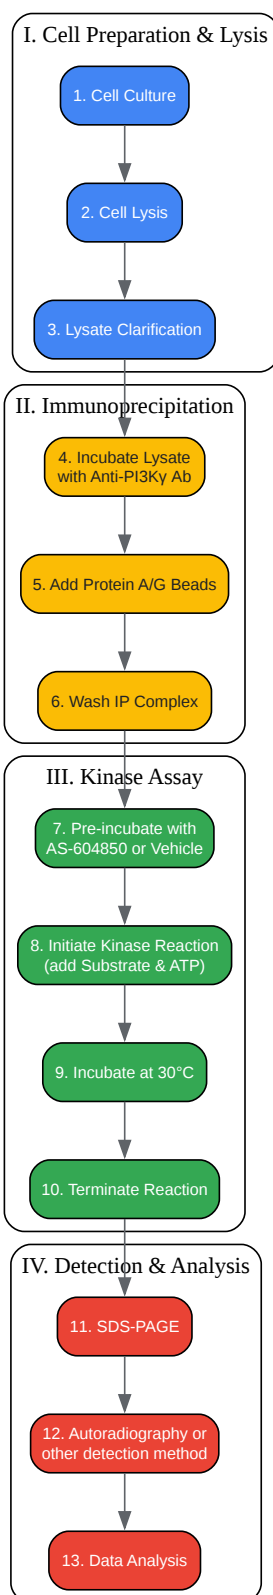 I. Cell Preparation & Lysis
1. Cell Culture
2. Cell Lysis
3. Lysate Clarification
II. Immunoprecipitation
4. Incubate Lysate
with Anti-PI3Kγ Ab
5. Add Protein A/G Beads
6. Wash IP Complex
III. Kinase Assay
7. Pre-incubate with
AS-604850 or Vehicle
8. Initiate Kinase Reaction
(add Substrate & ATP)
9. Incubate at 30°C
10. Terminate Reaction
IV. Detection & Analysis
11. SDS-PAGE
12. Autoradiography or
other detection method
13. Data Analysis